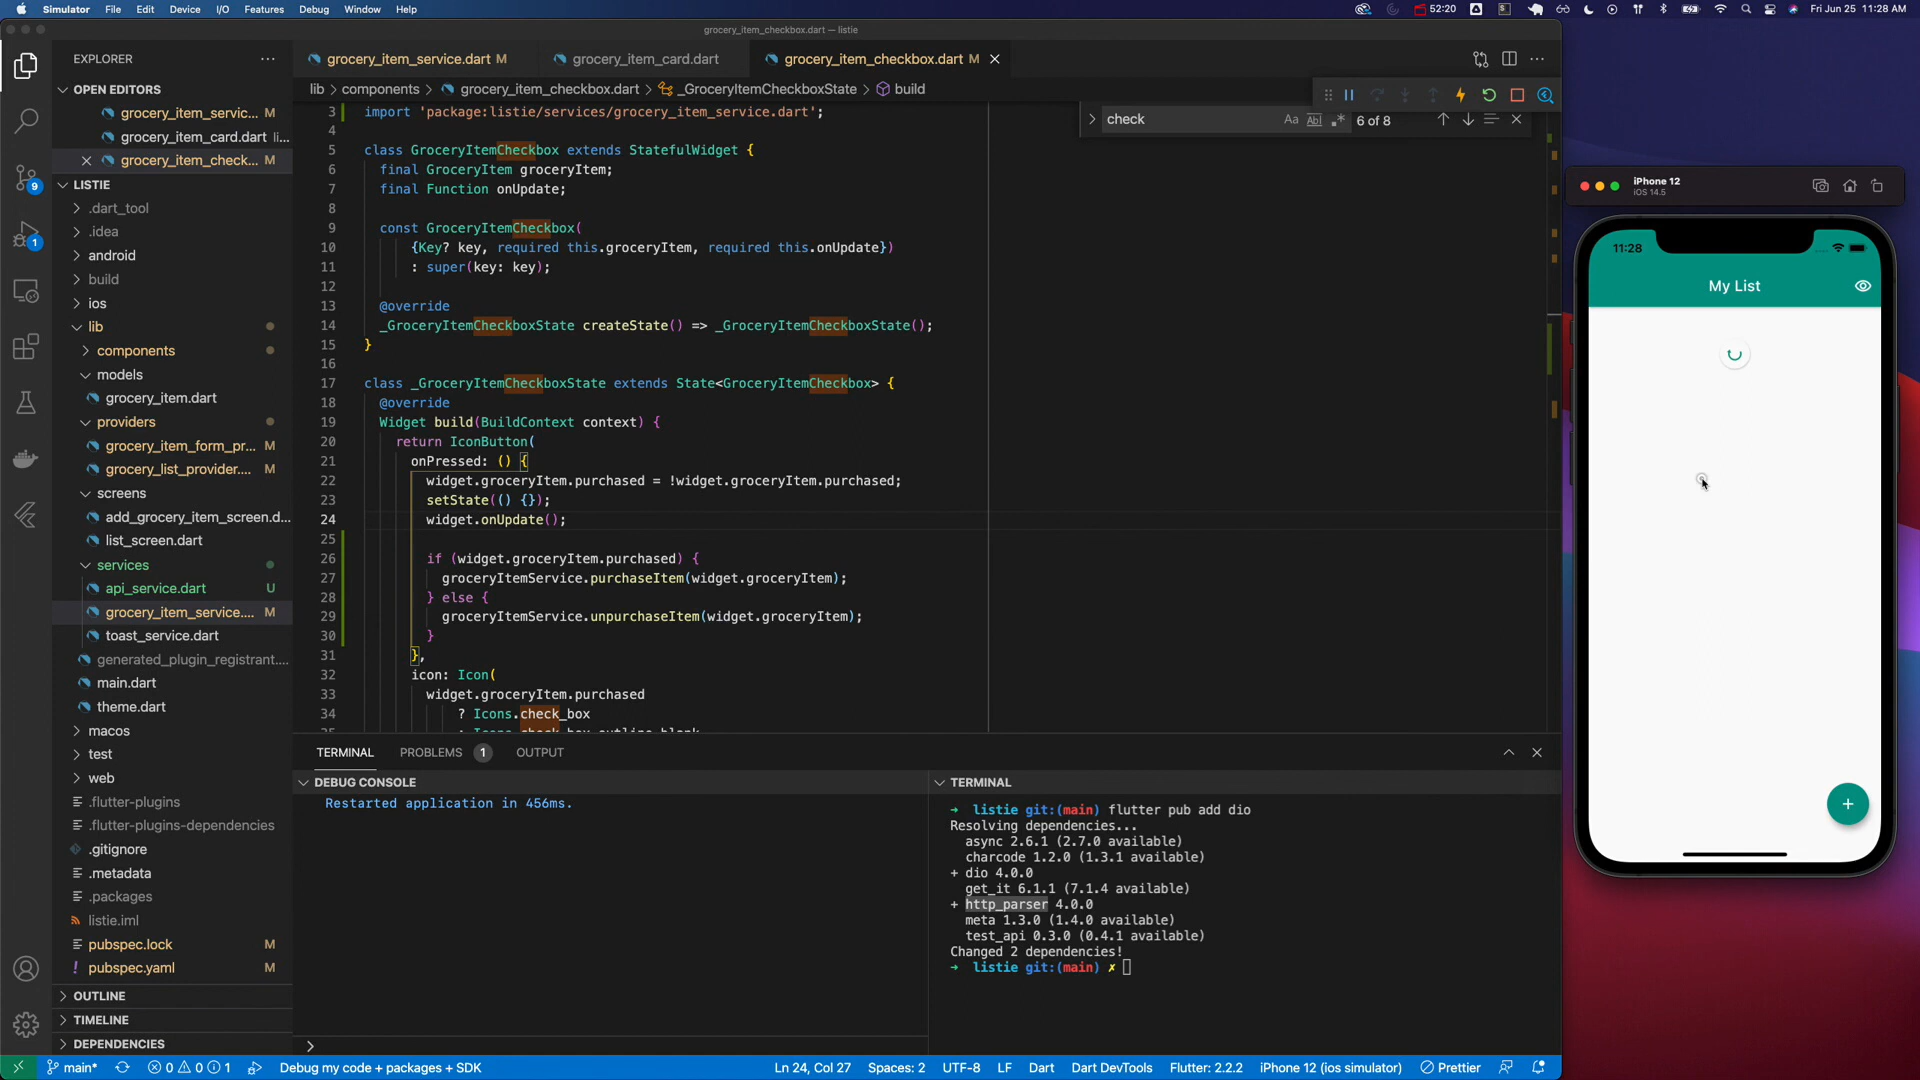 Simulator File Edit Device I/O Features Debug Window Help 52:20 Fri Jun 25 11:28 AM
grocery_item_checkbox.dart — listie
EXPLORER ···
grocery_item_service.dart M grocery_item_card.dart grocery_item_checkbox.dart M
OPEN EDITORS
grocery_item_servic... M
grocery_item_card.dart li...
grocery_item_check... M
lib > components > grocery_item_checkbox.dart > _GroceryItemCheckboxState > build
check Aa Abl .* 6 of 8
LISTIE
.dart_tool
.idea
android
build
ios
lib
components
models
grocery_item.dart
providers
grocery_item_form_pr... M
grocery_list_provider.... M
screens
add_grocery_item_screen.d...
list_screen.dart
services
api_service.dart U
grocery_item_service.... M
toast_service.dart
generated_plugin_registrant....
main.dart
theme.dart
macos
test
web
.flutter-plugins
.flutter-plugins-dependencies
.gitignore
.metadata
.packages
listie.iml
pubspec.lock M
pubspec.yaml M
OUTLINE
TIMELINE
DEPENDENCIES
9
1
3 import 'package:listie/services/grocery_item_service.dart';
4
5 class GroceryItemCheckbox extends StatefulWidget {
6 final GroceryItem groceryItem;
7 final Function onUpdate;
8
9 const GroceryItemCheckbox(
10 {Key? key, required this.groceryItem, required this.onUpdate})
11 : super(key: key);
12
13 @override
14 _GroceryItemCheckboxState createState() => _GroceryItemCheckboxState();
15 }
16
17 class _GroceryItemCheckboxState extends State<GroceryItemCheckbox> {
18 @override
19 Widget build(BuildContext context) {
20 return IconButton(
21 onPressed: () {
22 widget.groceryItem.purchased = !widget.groceryItem.purchased;
23 setState(() {});
24 widget.onUpdate();
25
26 if (widget.groceryItem.purchased) {
27 groceryItemService.purchaseItem(widget.groceryItem);
28 } else {
29 groceryItemService.unpurchaseItem(widget.groceryItem);
30 }
31 },
32 icon: Icon(
33 widget.groceryItem.purchased
34 ? Icons.check_box
TERMINAL PROBLEMS 1 OUTPUT
DEBUG CONSOLE
Restarted application in 456ms.
TERMINAL
→ listie git:(main) flutter pub add dio
Resolving dependencies...
async 2.6.1 (2.7.0 available)
charcode 1.2.0 (1.3.1 available)
+ dio 4.0.0
get_it 6.1.1 (7.1.4 available)
+ http_parser 4.0.0
meta 1.3.0 (1.4.0 available)
test_api 0.3.0 (0.4.1 available)
Changed 2 dependencies!
→ listie git:(main) ✗
main* 0 0 1 Debug my code + packages + SDK Ln 24, Col 27 Spaces: 2 UTF-8 LF Dart Dart DevTools Flutter: 2.2.2 iPhone 12 (ios simulator) Prettier
iPhone 12
iOS 14.5
11:28
My List
+